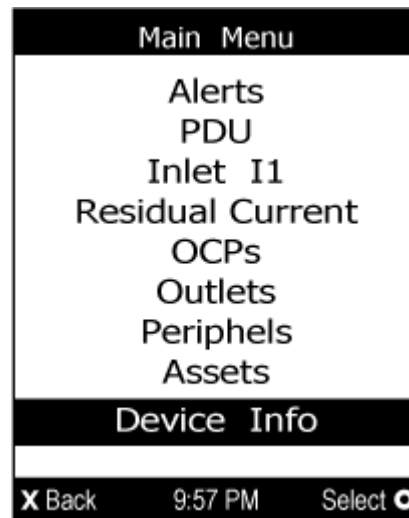 Main Menu
Alerts
PDU
Inlet I1
Residual Current
OCPs
Outlets
Periphels
Assets
Device Info
X Back 9:57 PM Select O